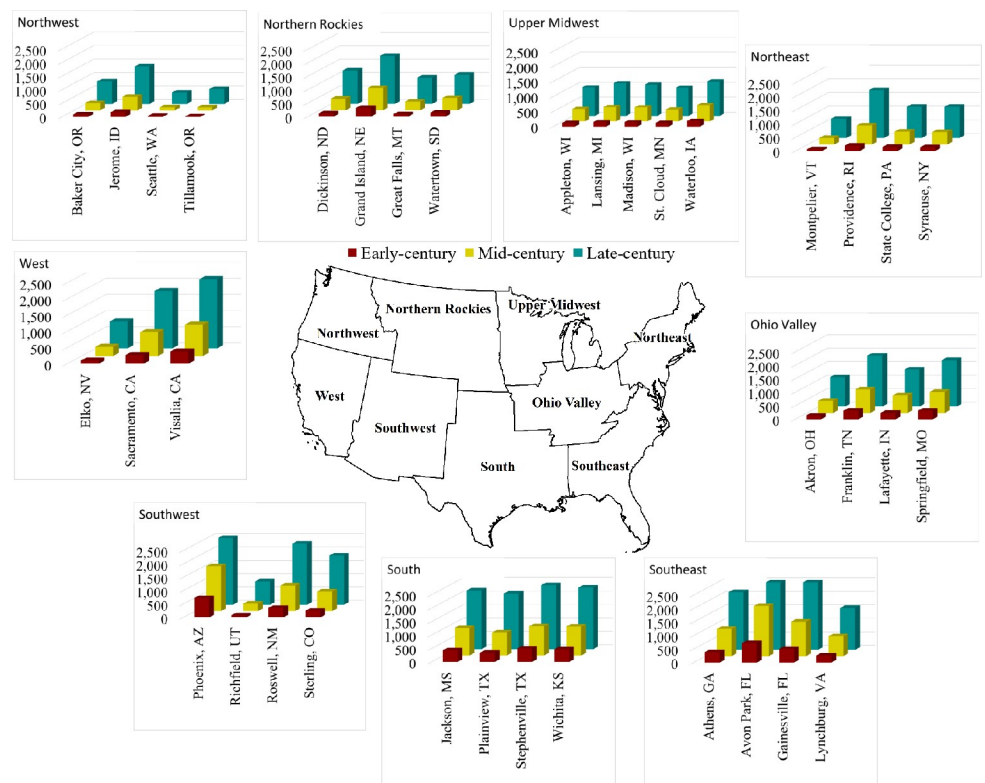 Northwest
2,500
2,000
1,500
1,000
500
0
Baker City, OR
Jerome, ID
Seattle, WA
Tillamook, OR
Northern Rockies
2,500
2,000
1,500
1,000
500
0
Dickinson, ND
Grand Island, NE
Great Falls, MT
Watertown, SD
Upper Midwest
2,500
2,000
1,500
1,000
500
0
Appleton, WI
Lansing, MI
Madison, WI
St. Cloud, MN
Waterloo, IA
Northeast
2,500
2,000
1,500
1,000
500
0
Montpelier, VT
Providence, RI
State College, PA
Syracuse, NY
West
2,500
2,000
1,500
1,000
500
0
Elko, NV
Sacramento, CA
Visalia, CA
Early-century Mid-century Late-century
Northern Rockies
Upper Midwest
Northwest
Northeast
West
Ohio Valley
Southwest
South
Southeast
Ohio Valley
2,500
2,000
1,500
1,000
500
0
Akron, OH
Franklin, TN
Lafayette, IN
Springfield, MO
Southwest
2,500
2,000
1,500
1,000
500
0
Phoenix, AZ
Richfield, UT
Roswell, NM
Sterling, CO
South
2,500
2,000
1,500
1,000
500
0
Jackson, MS
Plainview, TX
Stephenville, TX
Wichita, KS
Southeast
2,500
2,000
1,500
1,000
500
0
Athens, GA
Avon Park, FL
Gainesville, FL
Lynchburg, VA